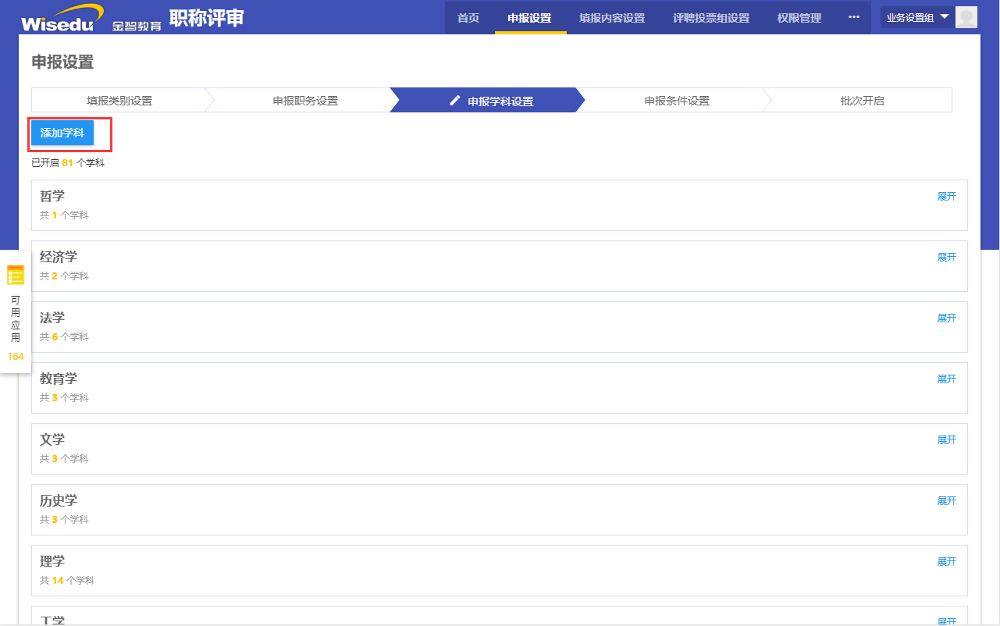 Wisedu 金智教育 职称评审
首页 申报设置 填报内容设置 评聘投票组设置 权限管理 ••• 业务设置组
申报设置
填报类别设置 申报职务设置 申报学科设置 申报条件设置 批次开启
添加学科
已开启 81 个学科
哲学 展开
共 1 个学科
经济学 展开
共 2 个学科
法学 展开
共 6 个学科
教育学 展开
共 3 个学科
文学 展开
共 3 个学科
历史学 展开
共 3 个学科
理学 展开
共 14 个学科
工学 展开
可
用
应
用
164